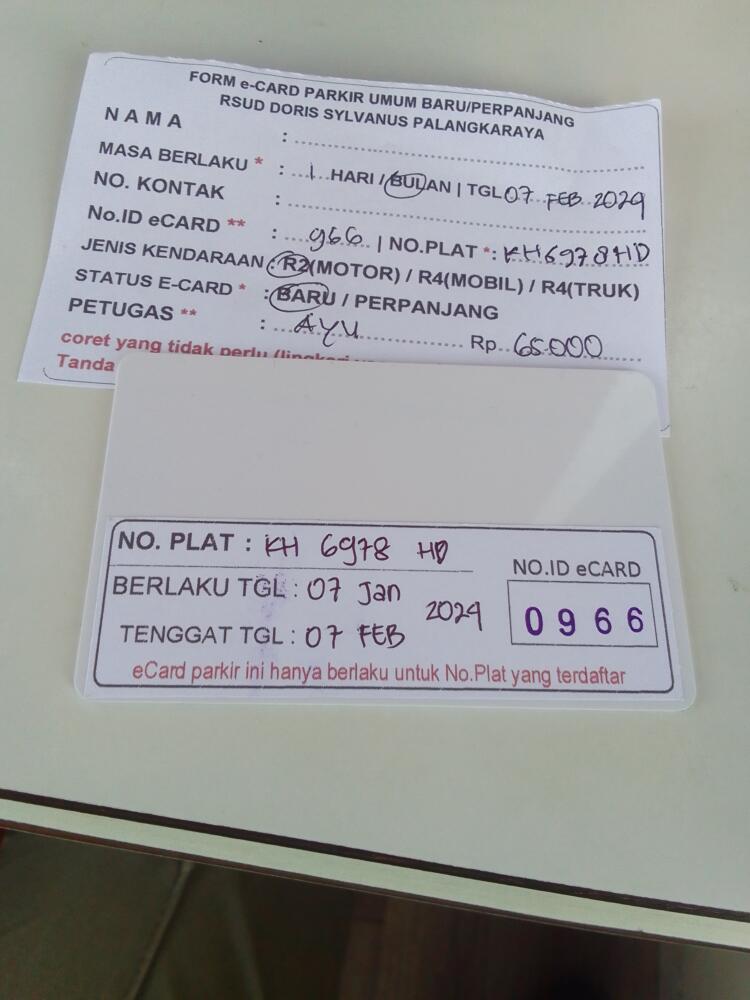 FORM e-CARD PARKIR UMUM BARU/PERPANJANG
RSUD DORIS SYLVANUS PALANGKARAYA
NAMA :
MASA BERLAKU * : 1 HARI / BULAN | TGL 07 FEB 2024
NO. KONTAK :
No.ID eCARD ** : 966 | NO.PLAT *: KH6978HD
JENIS KENDARAAN : R2(MOTOR) / R4(MOBIL) / R4(TRUK)
STATUS E-CARD * : BARU / PERPANJANG
PETUGAS ** : AYU Rp. 65.000
coret yang tidak perlu
Tanda
NO. PLAT : KH 6978 HD
BERLAKU TGL : 07 Jan
2024
TENGGAT TGL : 07 FEB
NO.ID eCARD
0966
eCard parkir ini hanya berlaku untuk No.Plat yang terdaftar